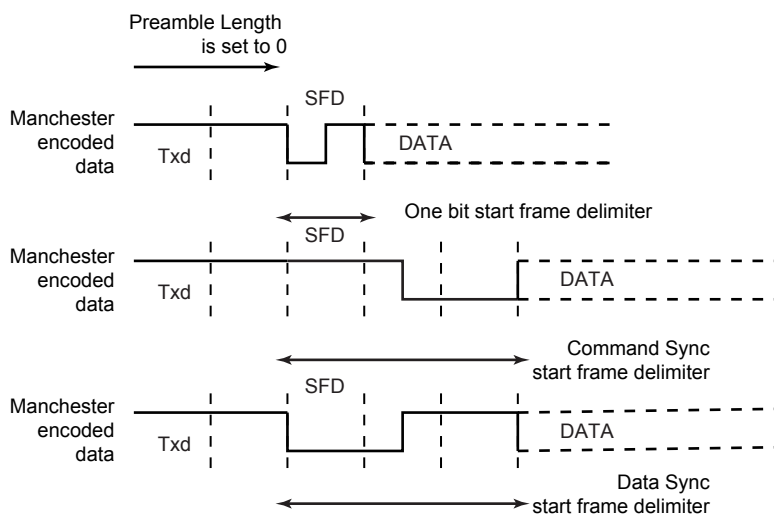 Preamble Length
is set to 0
SFD
Manchester
encoded
data
Txd
DATA
One bit start frame delimiter
SFD
Manchester
encoded
data
Txd
DATA
Command Sync
start frame delimiter
SFD
Manchester
encoded
data
Txd
DATA
Data Sync
start frame delimiter